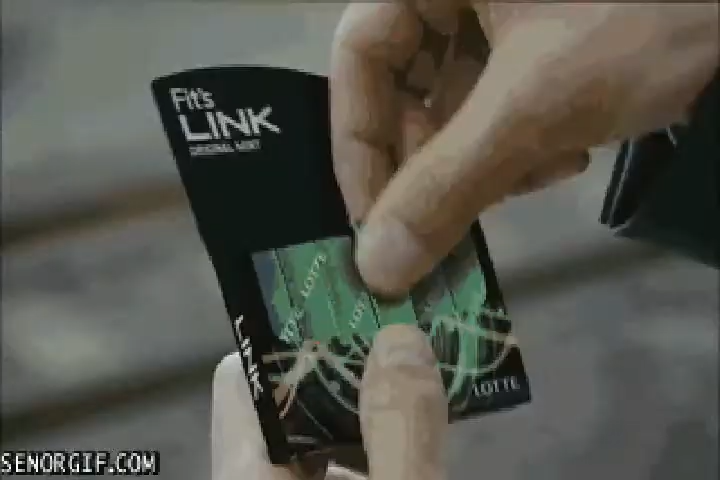 Fit's
LINK
ORIGINAL MINT
LOTTE
LOTTE
LINK
LOTTE
SENORGIF.COM